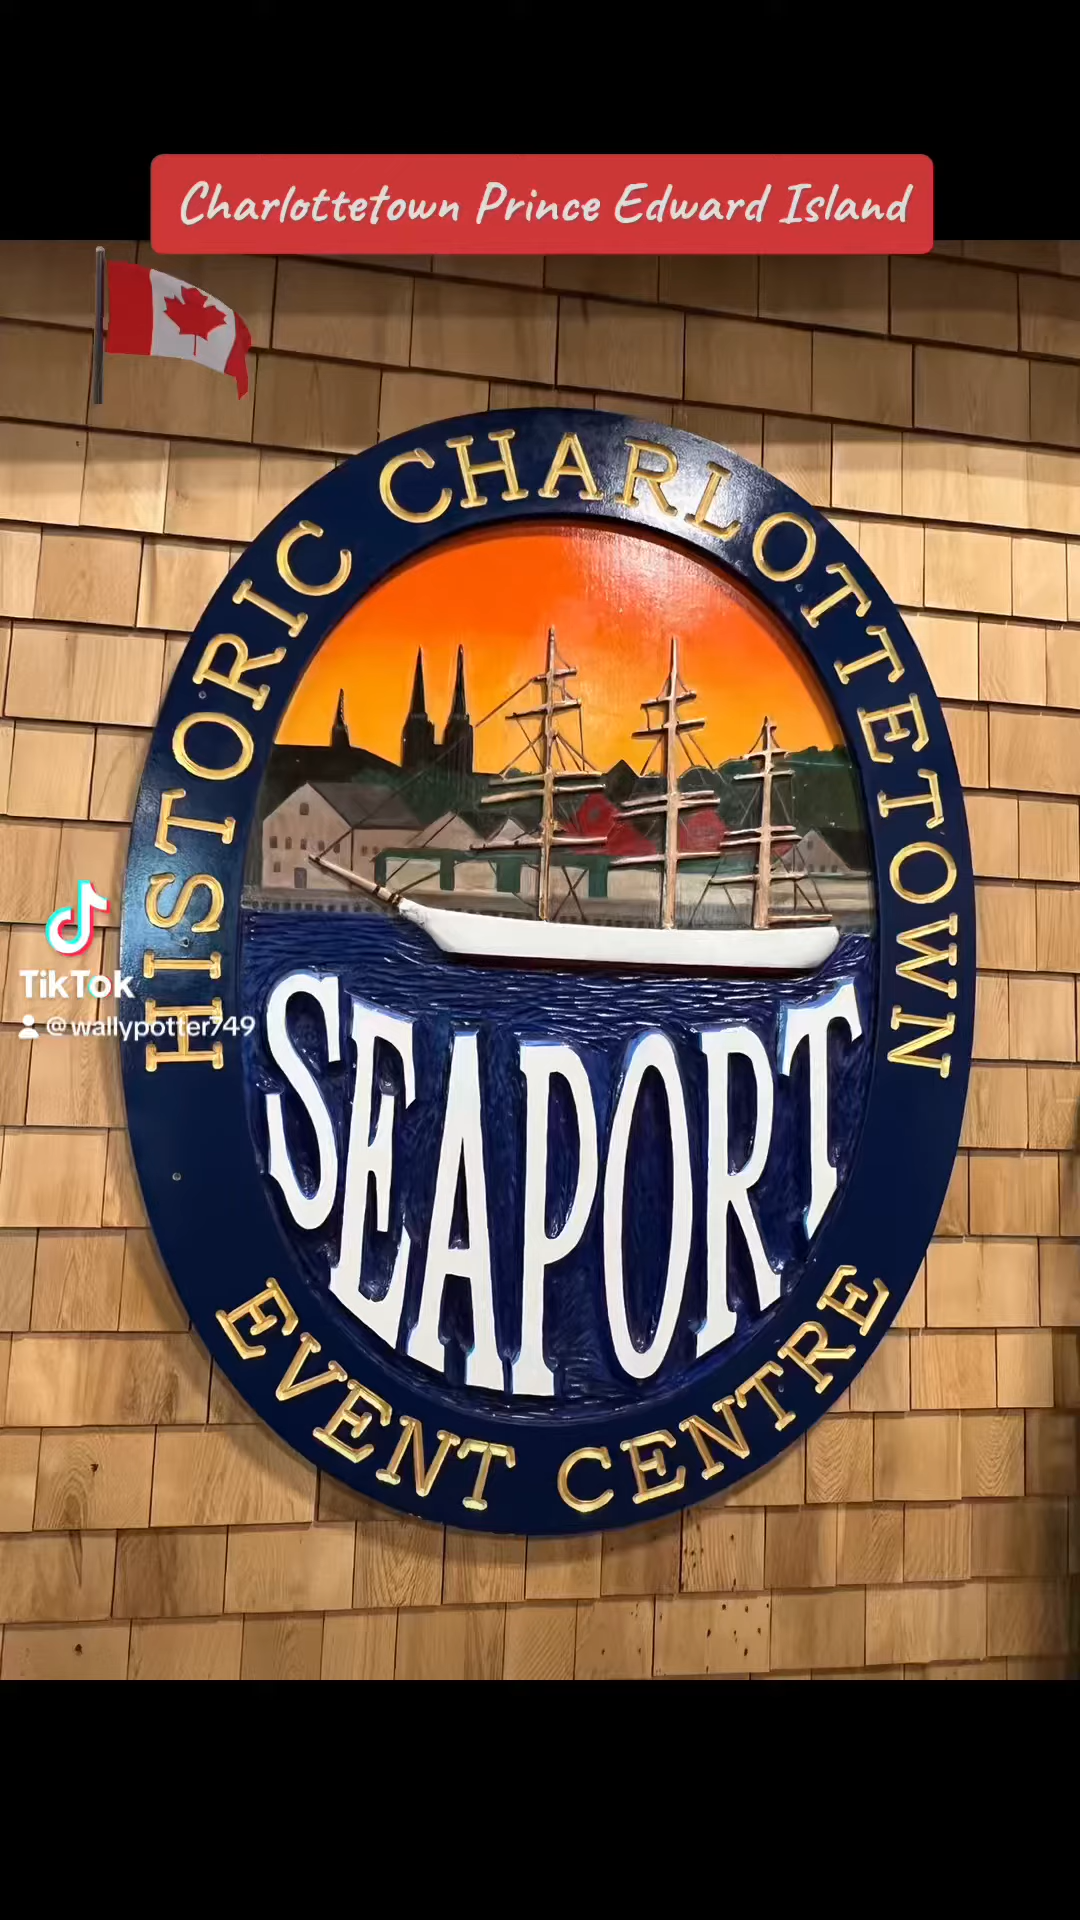 Charlottetown Prince Edward Island
HISTORIC CHARLOTTETOWN
SEAPORT
EVENT CENTRE
TikTok
@wallypotter749